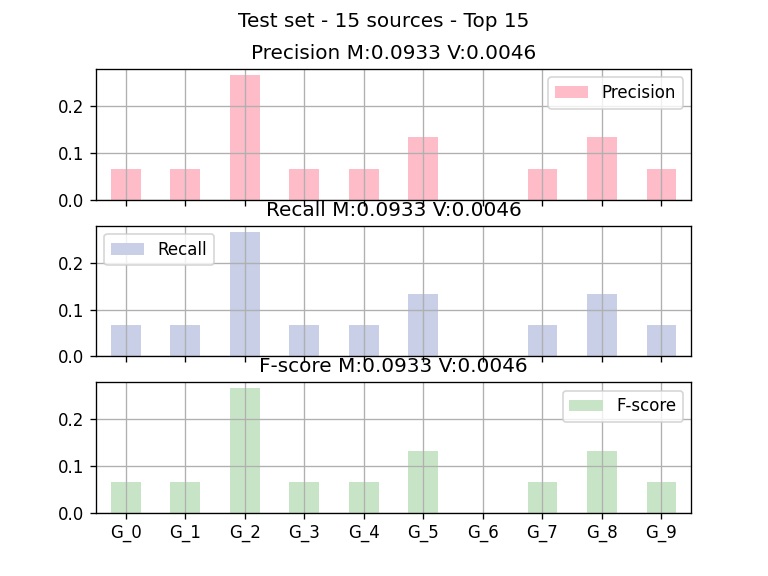 Test set - 15 sources - Top 15
Precision M:0.0933 V:0.0046
Precision
0.2
0.1
0.0
Recall M:0.0933 V:0.0046
Recall
0.2
0.1
0.0
F-score M:0.0933 V:0.0046
F-score
0.2
0.1
0.0
G_0 G_1 G_2 G_3 G_4 G_5 G_6 G_7 G_8 G_9